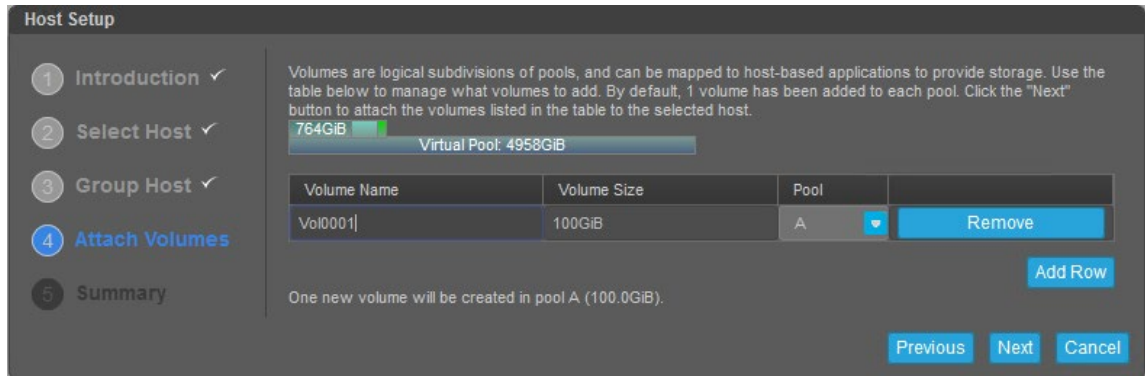 Host Setup
1 Introduction ✓
2 Select Host ✓
3 Group Host ✓
4 Attach Volumes
5 Summary
Volumes are logical subdivisions of pools, and can be mapped to host-based applications to provide storage. Use the
table below to manage what volumes to add. By default, 1 volume has been added to each pool. Click the "Next"
button to attach the volumes listed in the table to the selected host.
764GiB
Virtual Pool: 4958GiB
Volume Name Volume Size Pool
Vol0001 100GiB A Remove
Add Row
One new volume will be created in pool A (100.0GiB).
Previous Next Cancel